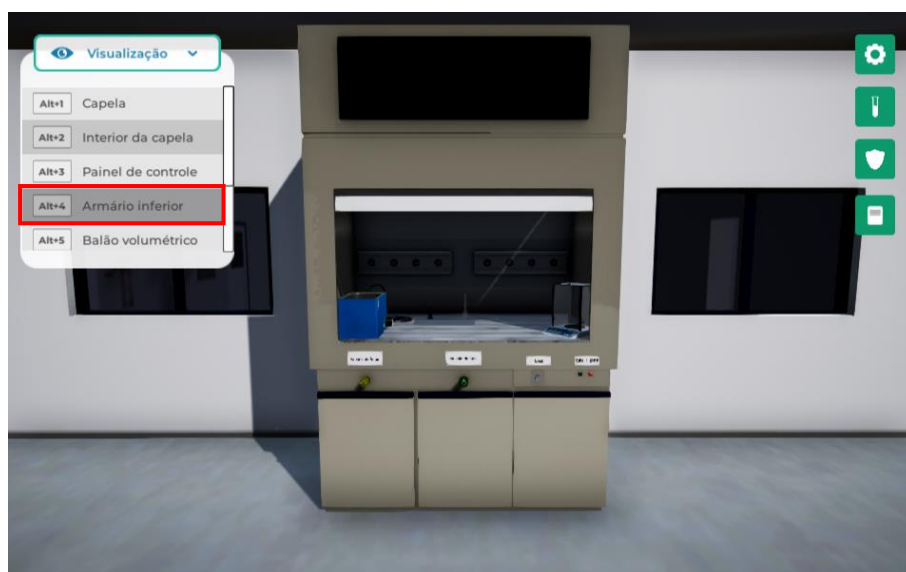 Visualização
Alt+1 Capela
Alt+2 Interior da capela
Alt+3 Painel de controle
Alt+4 Armário inferior
Alt+5 Balão volumétrico